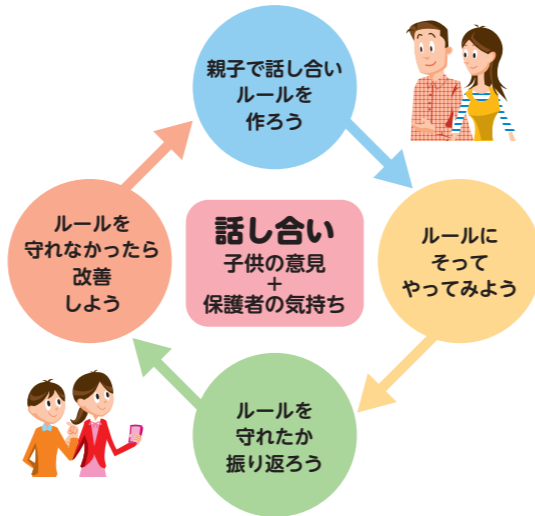 親子で話し合い
ルールを
作ろう
ルールに
そって
やってみよう
ルールを
守れたか
振り返ろう
ルールを
守れなかったら
改善
しよう
話し合い
子供の意見
+
保護者の気持ち